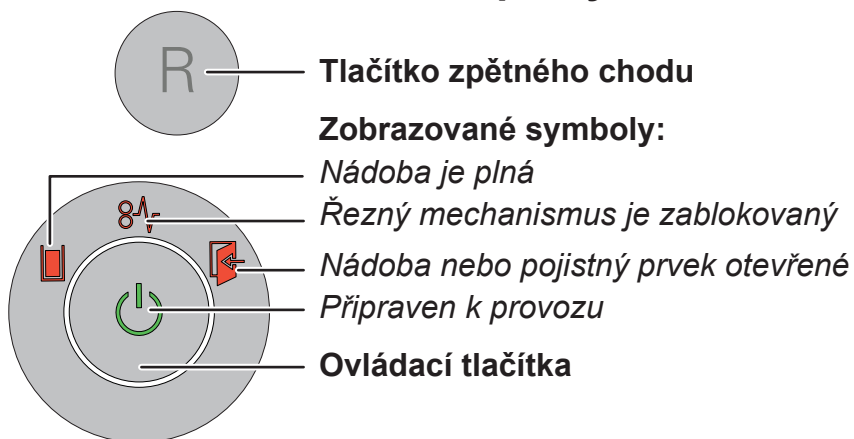 R
Tlačítko zpětného chodu
Zobrazované symboly:
Nádoba je plná
Řezný mechanismus je zablokovaný
Nádoba nebo pojistný prvek otevřené
Připraven k provozu
Ovládací tlačítka